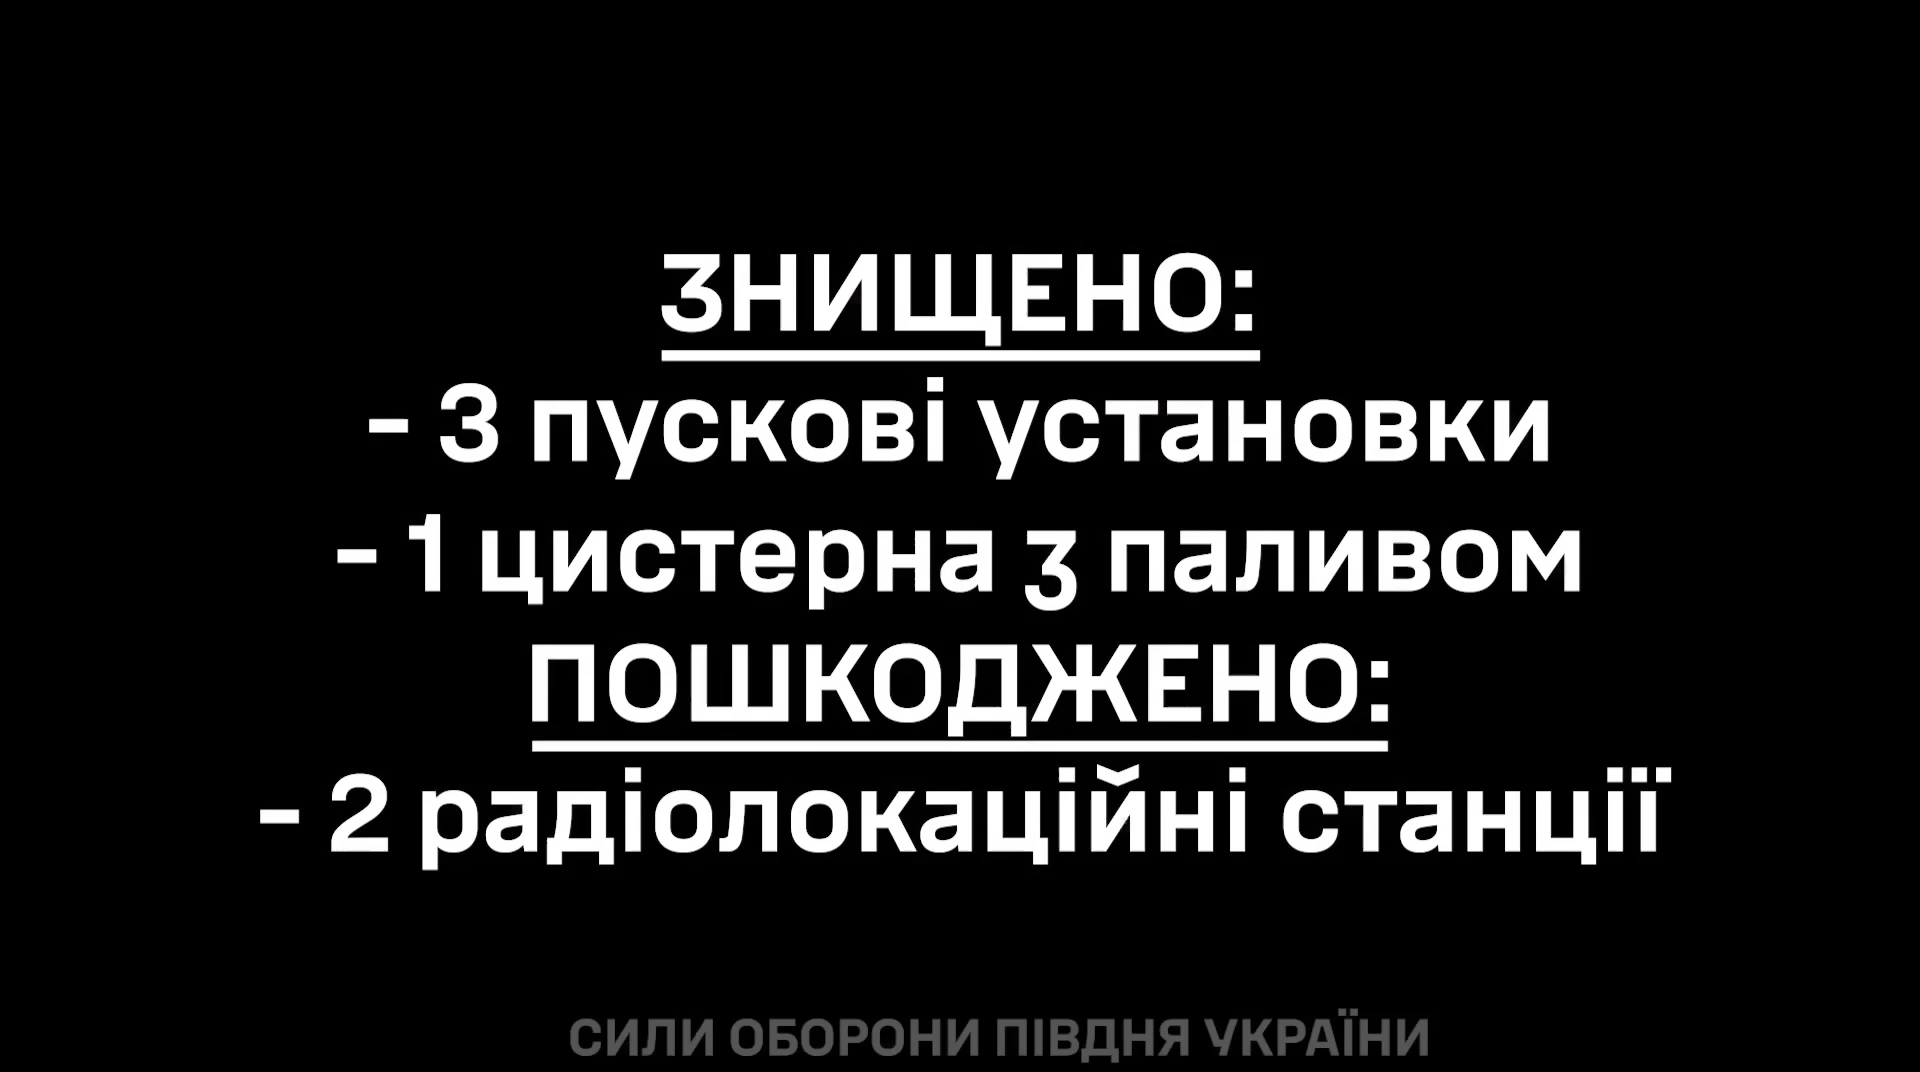 ЗНИЩЕНО:
- 3 пускові установки
- 1 цистерна з паливом
ПОШКОДЖЕНО:
- 2 радіолокаційні станції
СИЛИ ОБОРОНИ ПІВДНЯ УКРАЇНИ